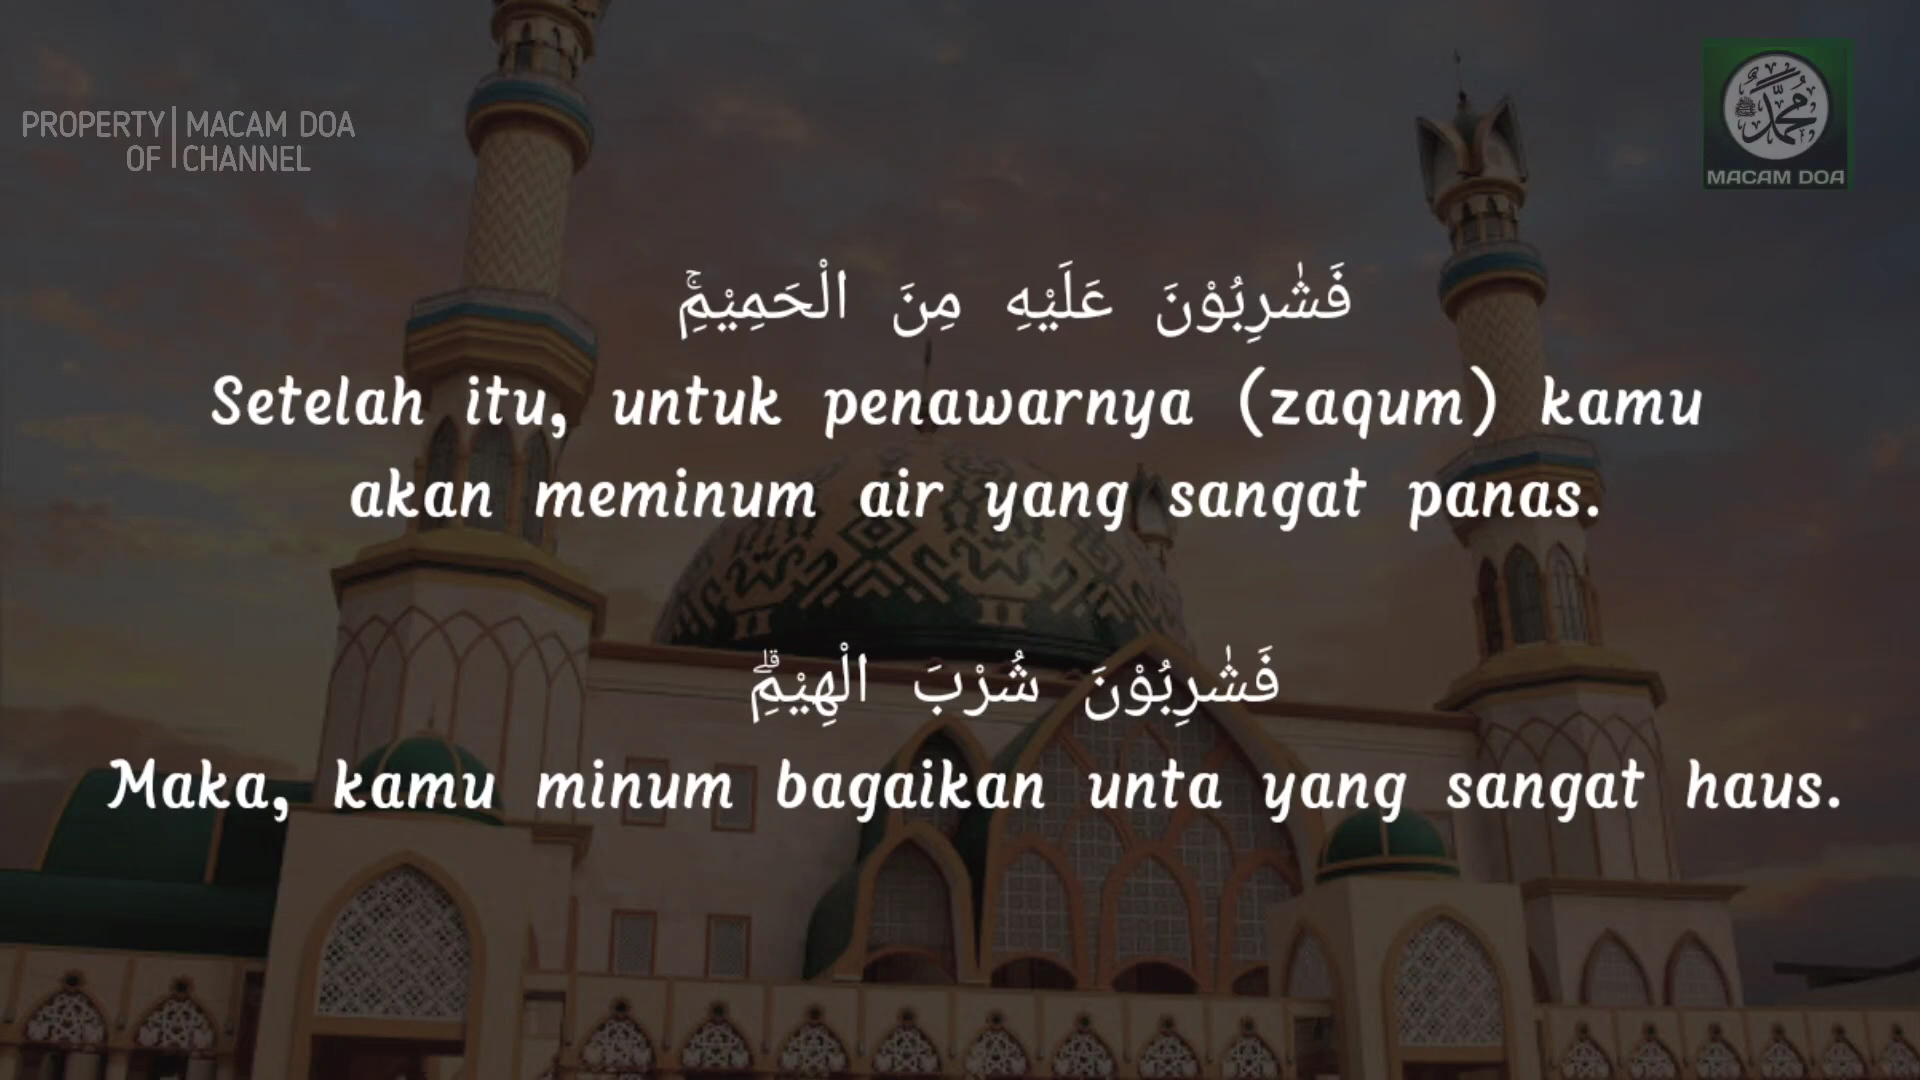 PROPERTY OF
MACAM DOA CHANNEL
محمد
MACAM DOA
فَشٰرِبُوْنَ عَلَيْهِ مِنَ الْحَمِيْمِۚ
Setelah itu, untuk penawarnya (zaqum) kamu
akan meminum air yang sangat panas.
فَشٰرِبُوْنَ شُرْبَ الْهِيْمِۗ
Maka, kamu minum bagaikan unta yang sangat haus.